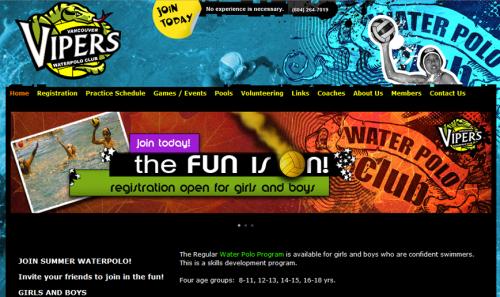 VANCOUVER
VIPERS
WATERPOLO CLUB
JOIN
TODAY
No experience is necessary. (604) 264-7019
WATER POLO
Club
Home Registration Practice Schedule Games / Events Pools Volunteering Links Coaches About Us Members Contact Us
join today!
the FUN IS ON!
registration open for girls and boys
WATER POLO
Club
VIPERS
JOIN SUMMER WATERPOLO!
Invite your friends to join in the fun!
GIRLS AND BOYS
The Regular Water Polo Program is available for girls and boys who are confident swimmers.
This is a skills development program.
Four age groups: 8-11, 12-13, 14-15, 16-18 yrs.